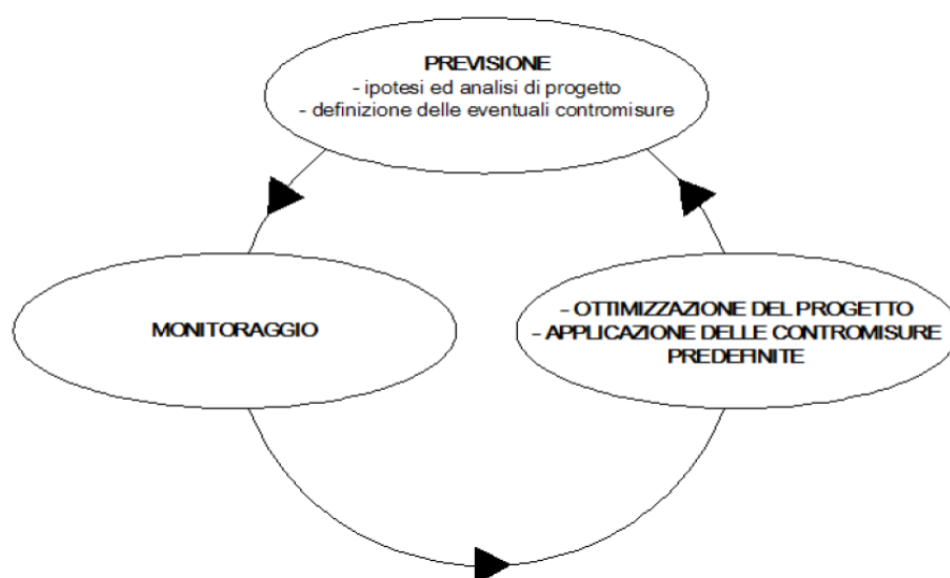 PREVISIONE
- ipotesi ed analisi di progetto
- definizione delle eventuali contromisure
MONITORAGGIO
- OTTIMIZZAZIONE DEL PROGETTO
- APPLICAZIONE DELLE CONTROMISURE
PREDEFINITE